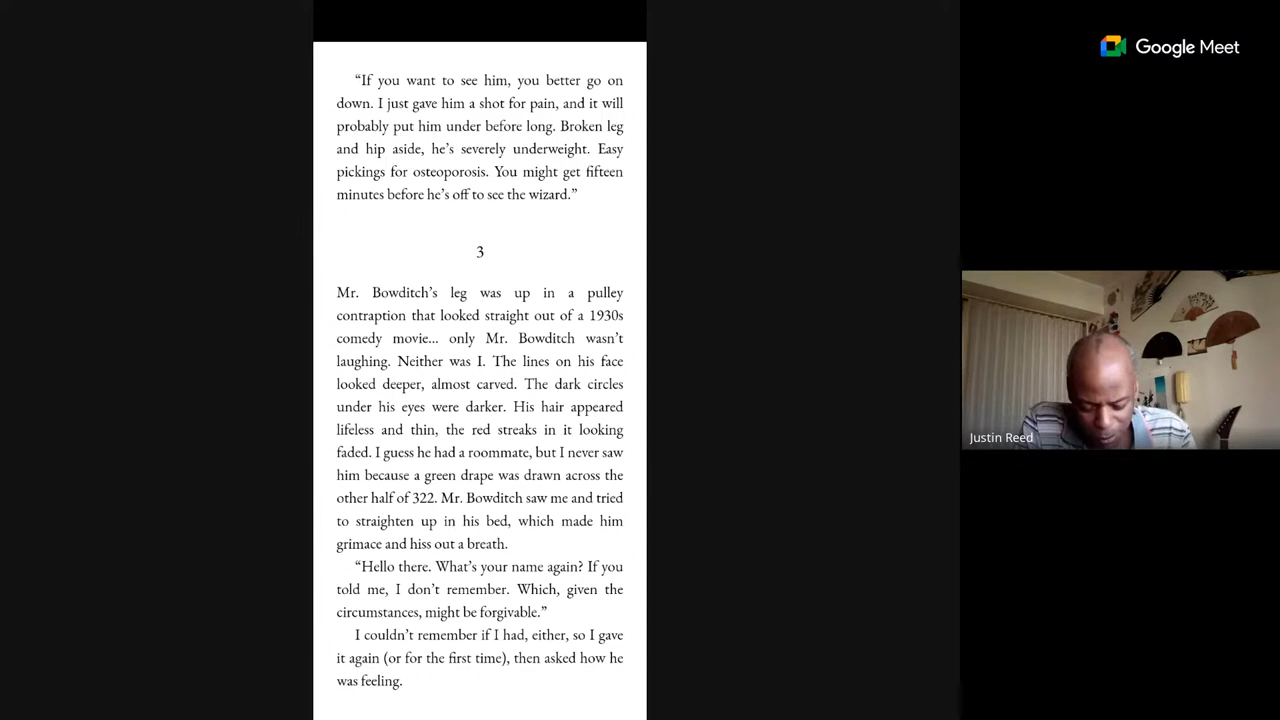 Google Meet
“If you want to see him, you better go on
down. I just gave him a shot for pain, and it will
probably put him under before long. Broken leg
and hip aside, he’s severely underweight. Easy
pickings for osteoporosis. You might get fifteen
minutes before he’s off to see the wizard.”
3
Mr. Bowditch’s leg was up in a pulley
contraption that looked straight out of a 1930s
comedy movie... only Mr. Bowditch wasn’t
laughing. Neither was I. The lines on his face
looked deeper, almost carved. The dark circles
under his eyes were darker. His hair appeared
lifeless and thin, the red streaks in it looking
faded. I guess he had a roommate, but I never saw
him because a green drape was drawn across the
other half of 322. Mr. Bowditch saw me and tried
to straighten up in his bed, which made him
grimace and hiss out a breath.
“Hello there. What’s your name again? If you
told me, I don’t remember. Which, given the
circumstances, might be forgivable.”
I couldn’t remember if I had, either, so I gave
it again (or for the first time), then asked how he
was feeling.
Justin Reed